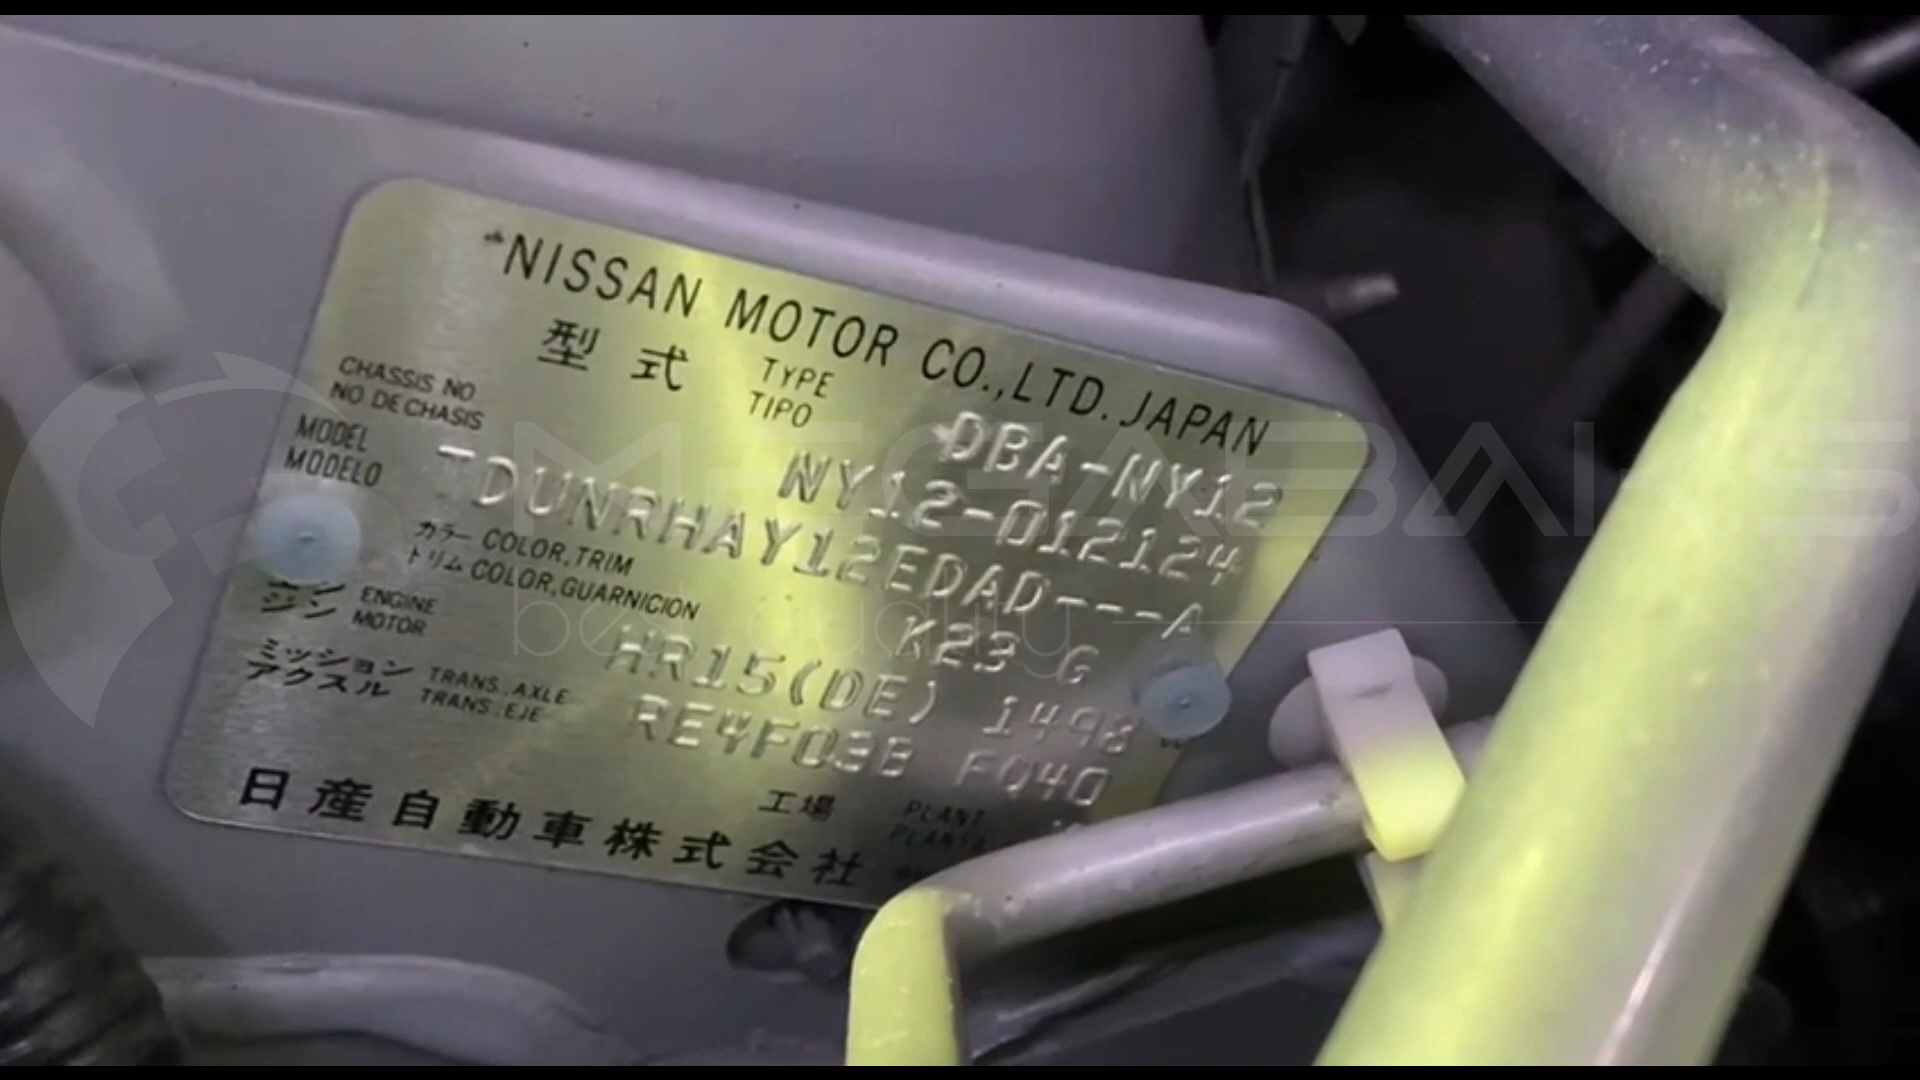 NISSAN MOTOR CO.,LTD. JAPAN
型式 TYPE TIPO DBA-NY12
CHASSIS NO
NO DE CHASIS NY12-012124
MODEL
MODELO TDUNRHAY12EDAD---A
カラー COLOR,TRIM
トリム COLOR,GUARNICION K23 G
エンジン ENGINE MOTOR HR15(DE) 1498
ミッション TRANS.AXLE
アクスル TRANS.EJE RE4F03B FQ40
工場 PLANT PLANTA
日産自動車株式会社
best quality